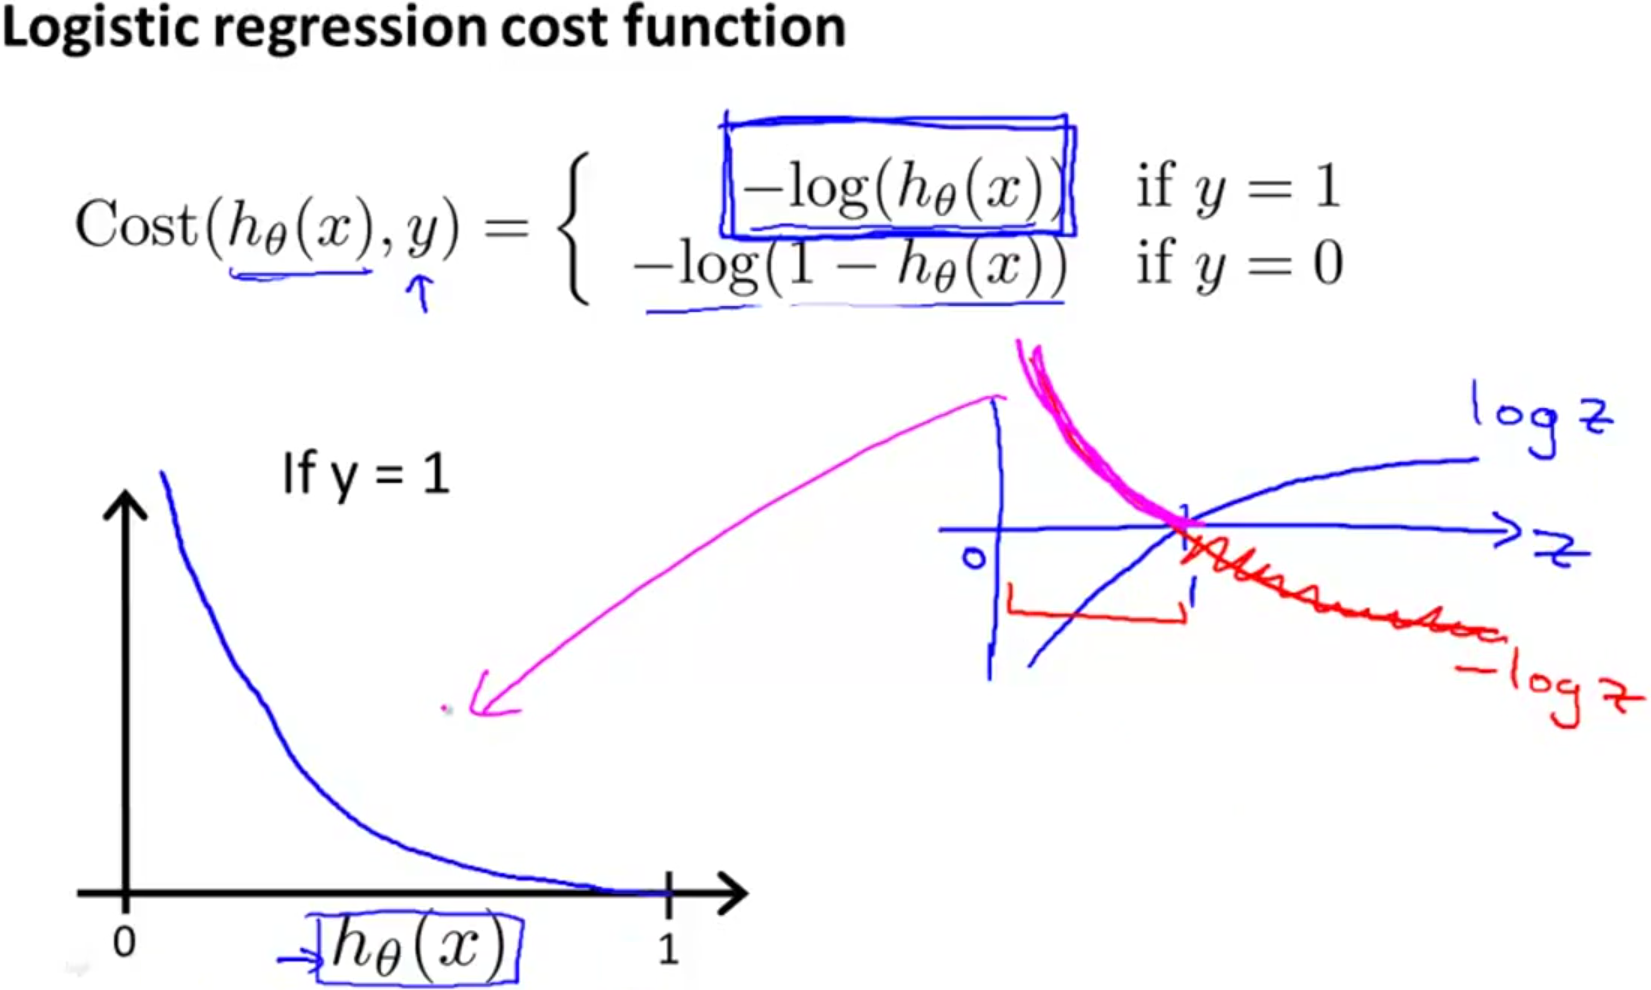 Logistic regression cost function
Cost(hθ(x), y) = { −log(hθ(x)) if y = 1
−log(1 − hθ(x)) if y = 0
If y = 1
log z
z
0
1
−log z
0
hθ(x)
1